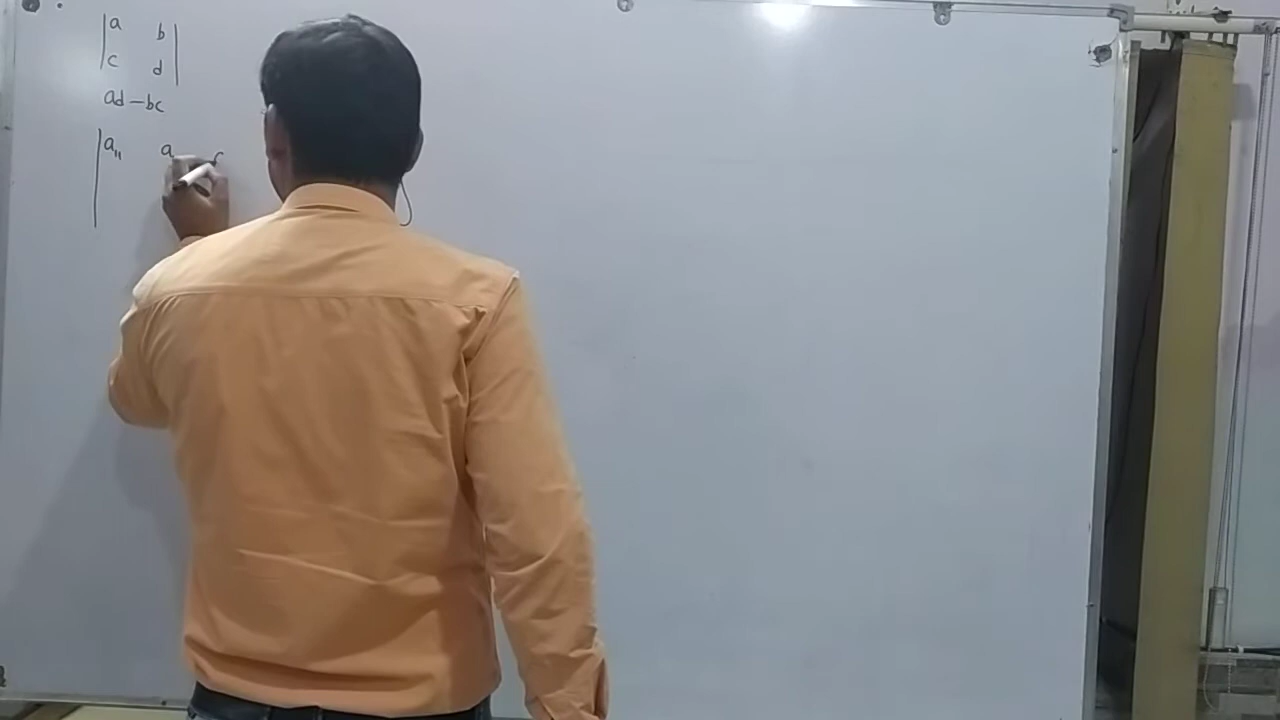 |a b|
|c d|
ad - bc
|a₁₁ a